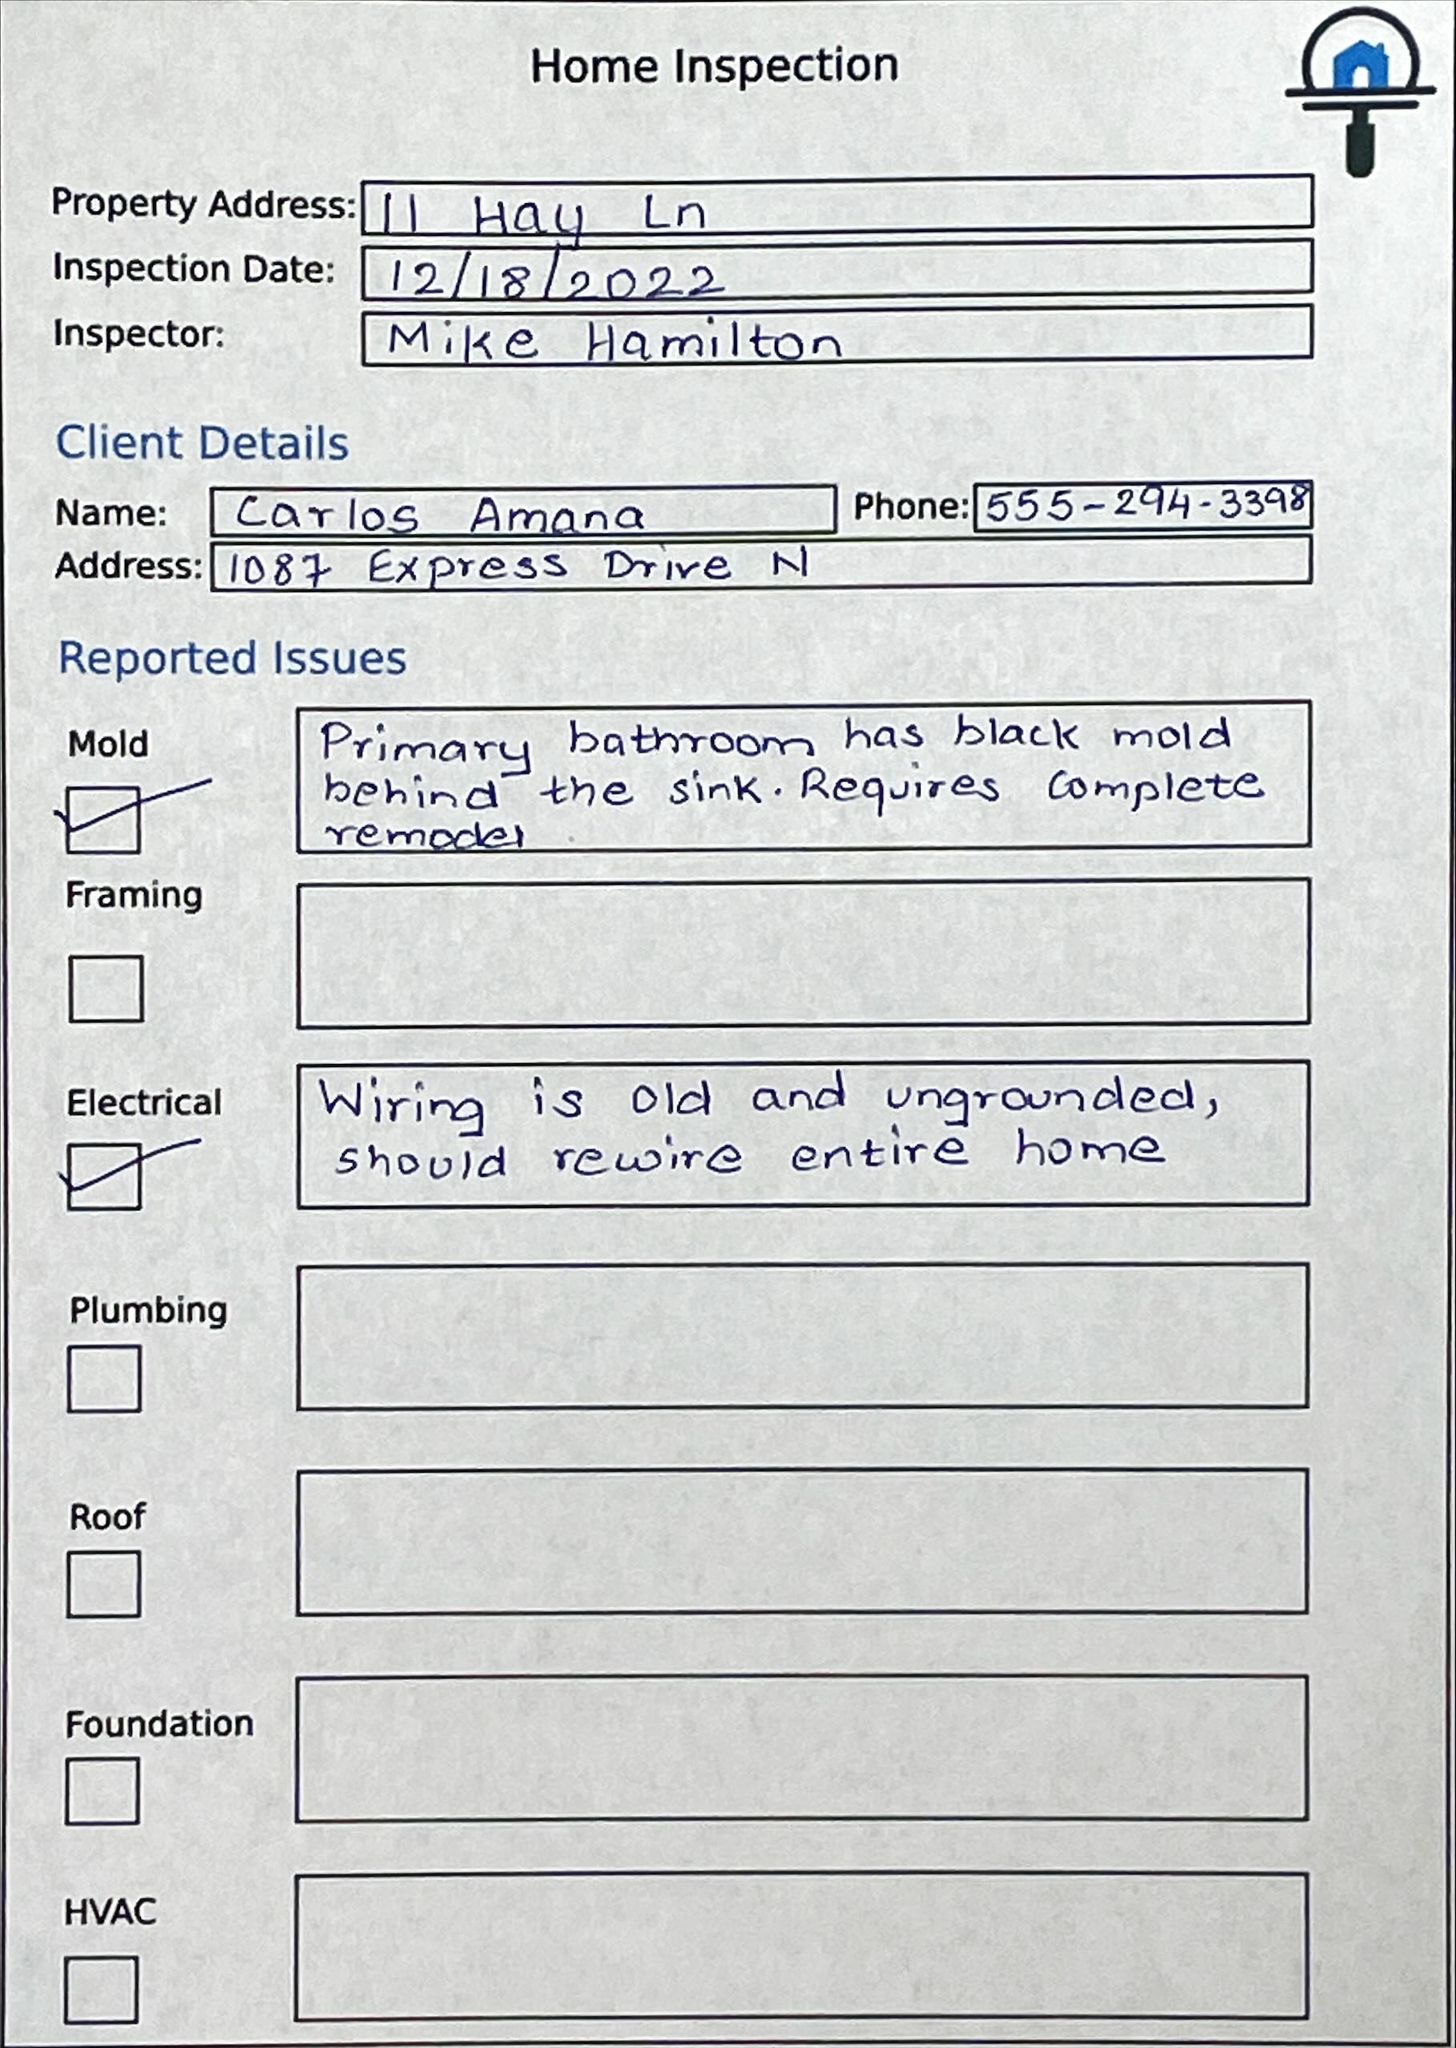 Home Inspection
Property Address: 11 Hay Ln
Inspection Date: 12/18/2022
Inspector: Mike Hamilton
Client Details
Name: Carlos Amana Phone: 555-294-3398
Address: 1087 Express Drive N
Reported Issues
Mold
Primary bathroom has black mold
behind the sink. Requires complete
remodel
Framing
Electrical
Wiring is old and ungrounded,
should rewire entire home
Plumbing
Roof
Foundation
HVAC